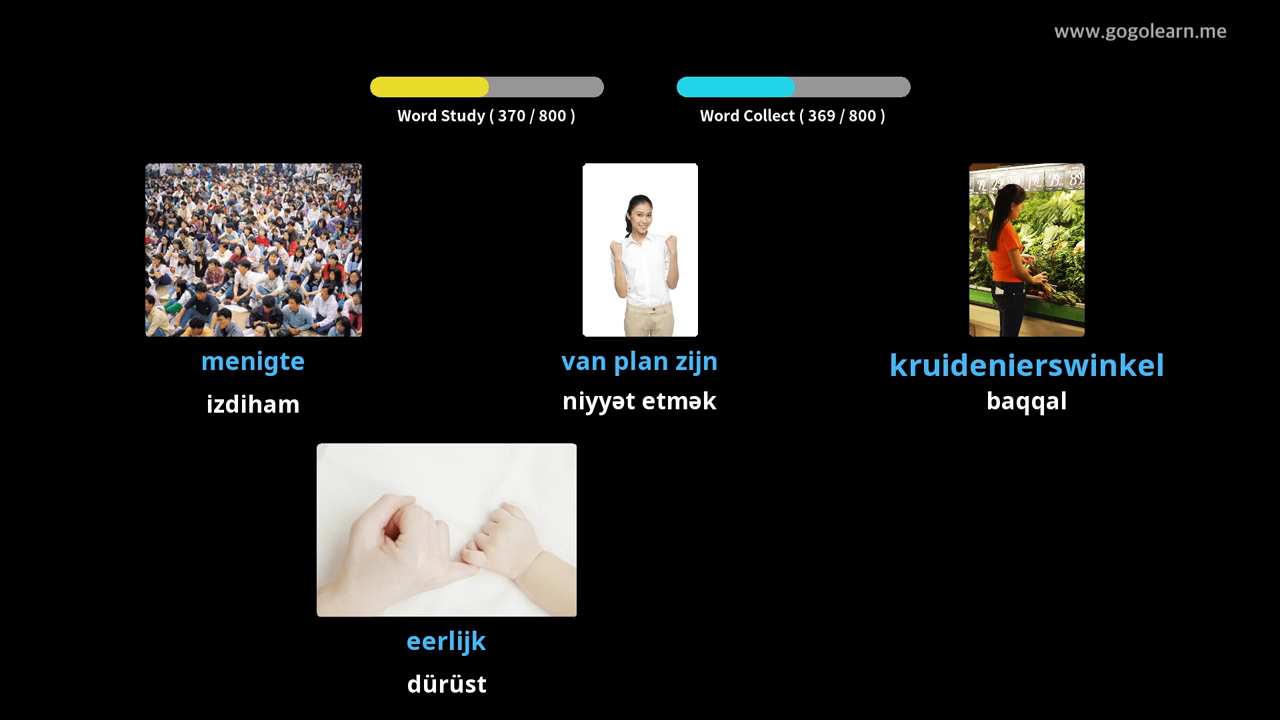 www.gogolearn.me
Word Study ( 370 / 800 )
Word Collect ( 369 / 800 )
menigte
van plan zijn
kruidenierswinkel
izdiham
niyyət etmək
baqqal
eerlijk
dürüst